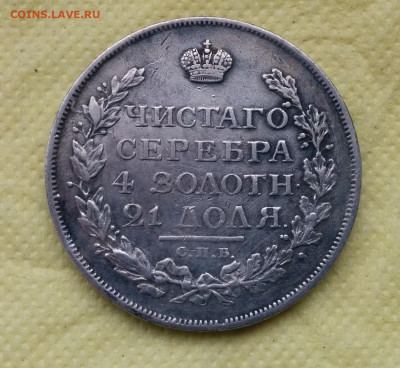 COINS.LAVE.RU
ЧИСТАГО
СЕРЕБРА
4 ЗОЛОТН.
21 ДОЛЯ.
С.П.Б.